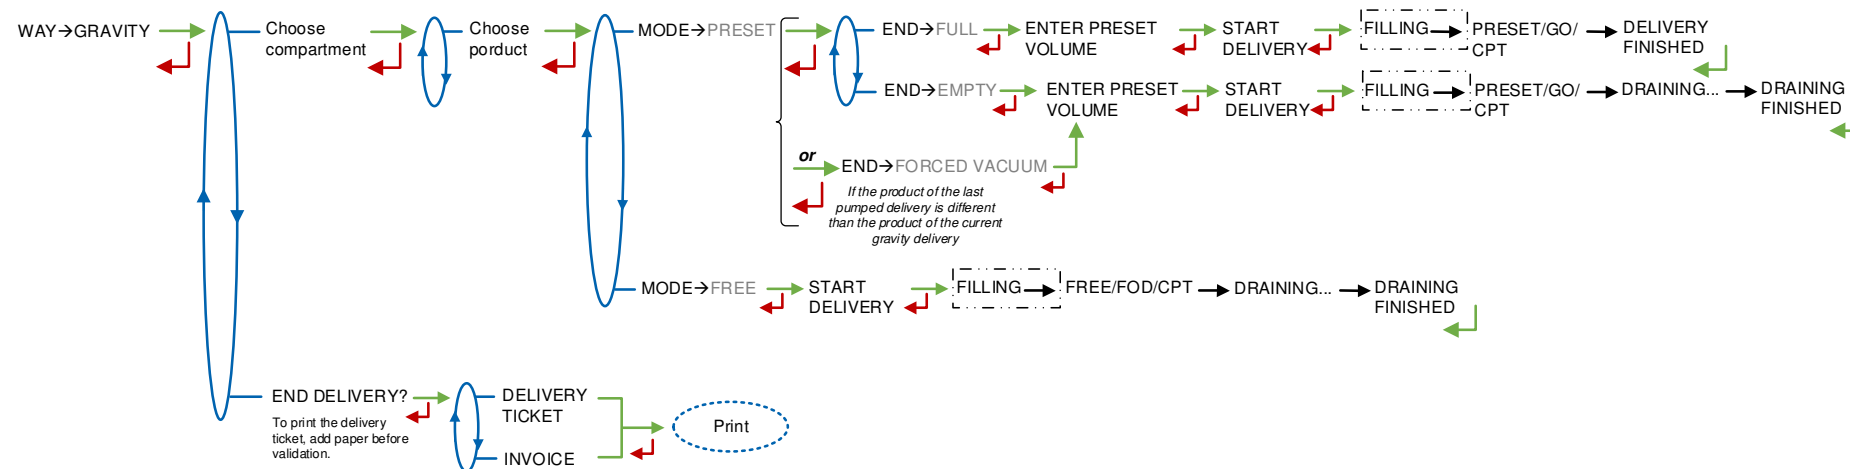 WAY→GRAVITY
Choose
compartment
Choose
porduct
MODE→PRESET
END→FULL
ENTER PRESET
VOLUME
START
DELIVERY
FILLING
PRESET/GO/
CPT
DELIVERY
FINISHED
END→EMPTY
ENTER PRESET
VOLUME
START
DELIVERY
FILLING
PRESET/GO/
CPT
DRAINING...
DRAINING
FINISHED
or
END→FORCED VACUUM
If the product of the last
pumped delivery is different
than the product of the current
gravity delivery
MODE→FREE
START
DELIVERY
FILLING
FREE/FOD/CPT
DRAINING...
DRAINING
FINISHED
END DELIVERY?
To print the delivery
ticket, add paper before
validation.
DELIVERY
TICKET
INVOICE
Print